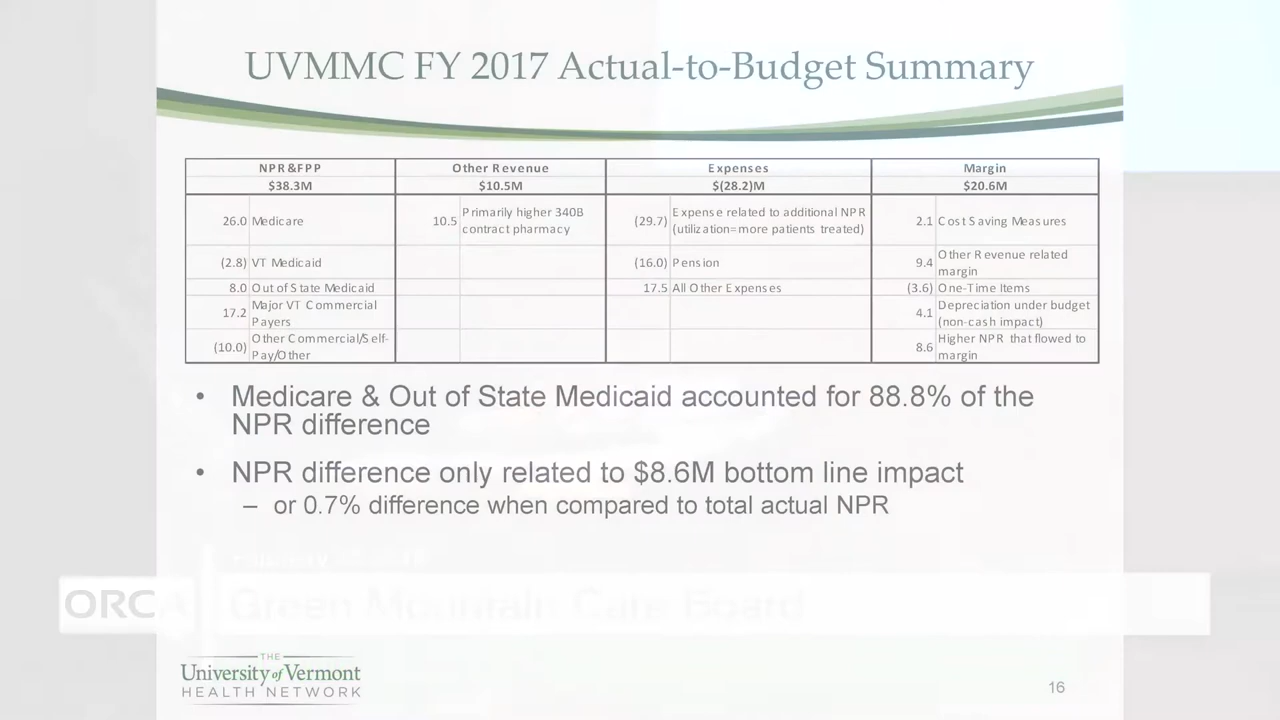 UVMMC FY 2017 Actual-to-Budget Summary
NPR&FPP Other Revenue Expenses Margin
$38.3M $10.5M $(28.2)M $20.6M
26.0 Medicare 10.5 Primarily higher 340B contract pharmacy (29.7) Expense related to additional NPR (utilization=more patients treated) 2.1 Cost Saving Measures
(2.8) VT Medicaid (16.0) Pension 9.4 Other Revenue related margin
8.0 Out of State Medicaid 17.5 All Other Expenses (3.6) One-Time Items
17.2 Major VT Commercial Payers 4.1 Depreciation under budget (non-cash impact)
(10.0) Other Commercial/Self-Pay/Other 8.6 Higher NPR that flowed to margin
• Medicare & Out of State Medicaid accounted for 88.8% of the
NPR difference
• NPR difference only related to $8.6M bottom line impact
– or 0.7% difference when compared to total actual NPR
ORCA Green Mountain Care Board
THE
University of Vermont
HEALTH NETWORK
16